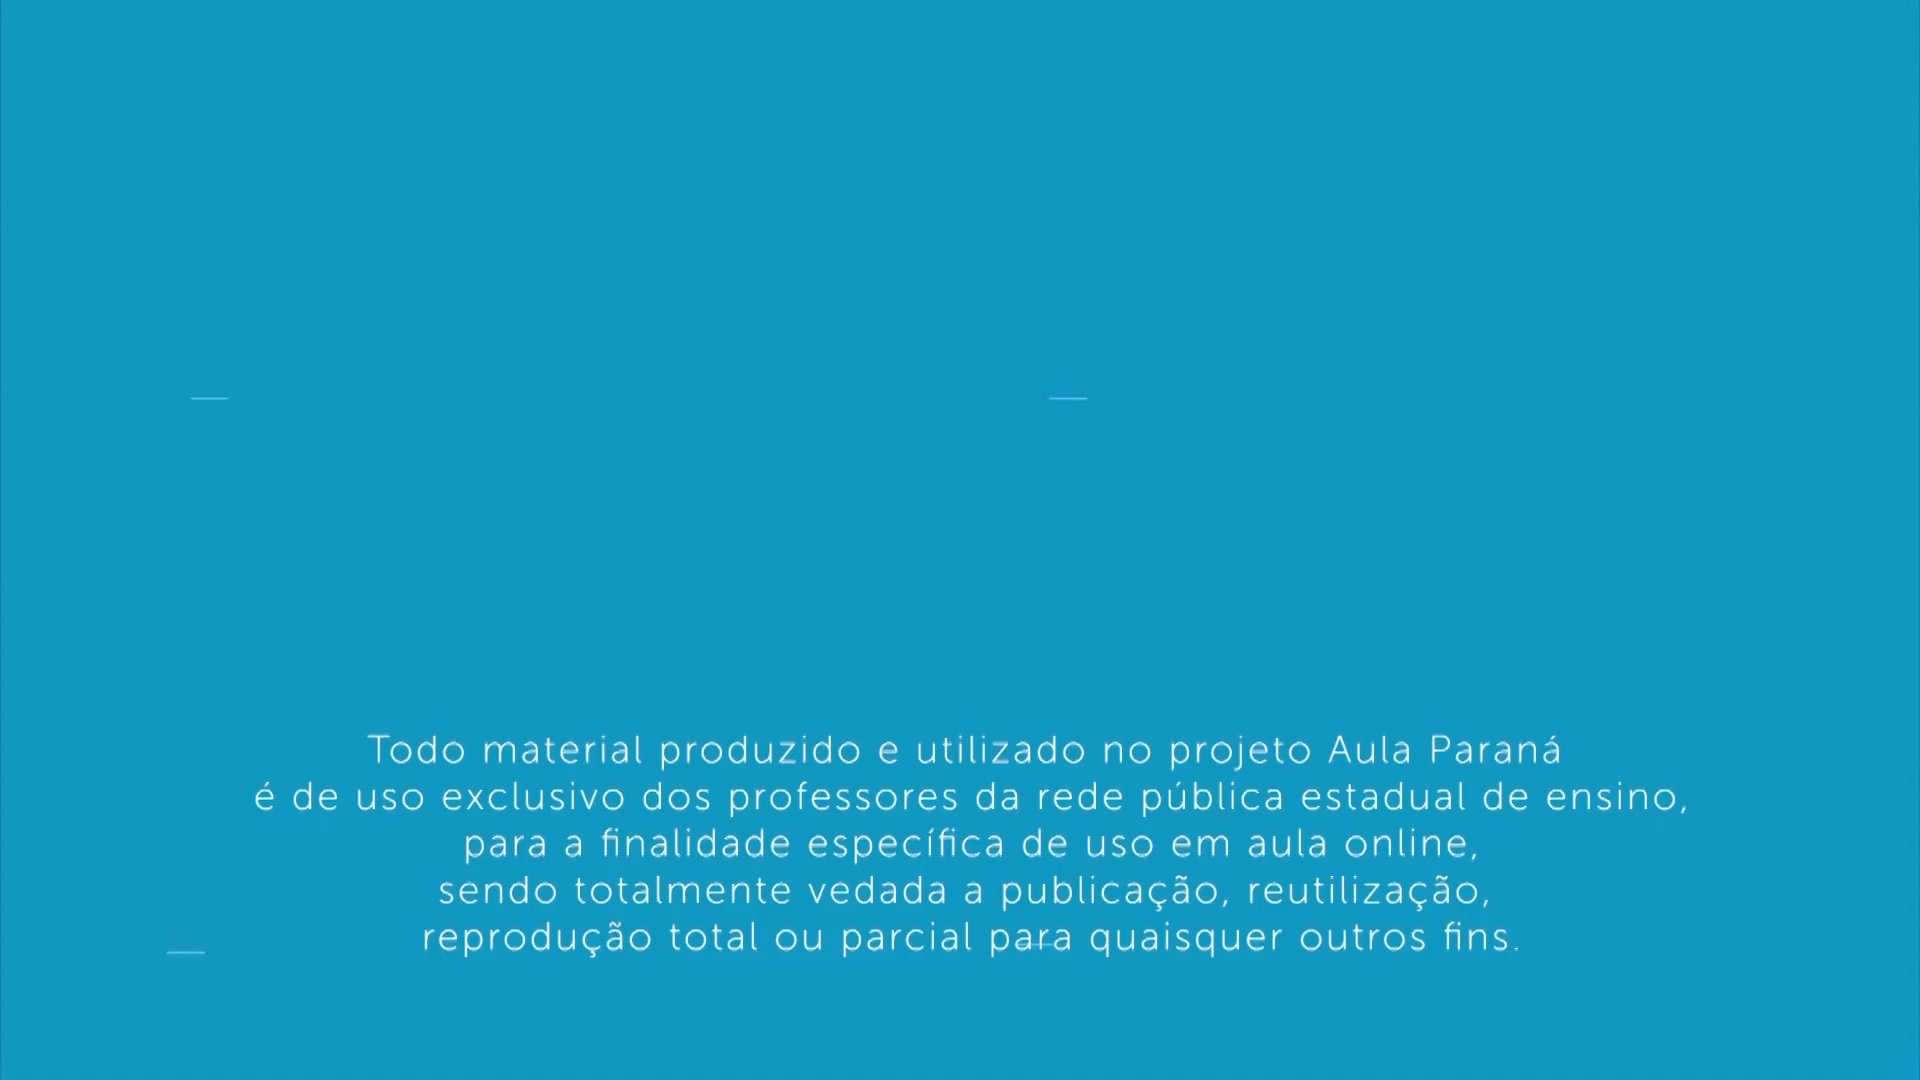 Todo material produzido e utilizado no projeto Aula Paraná
é de uso exclusivo dos professores da rede pública estadual de ensino,
para a finalidade específica de uso em aula online,
sendo totalmente vedada a publicação, reutilização,
reprodução total ou parcial para quaisquer outros fins.